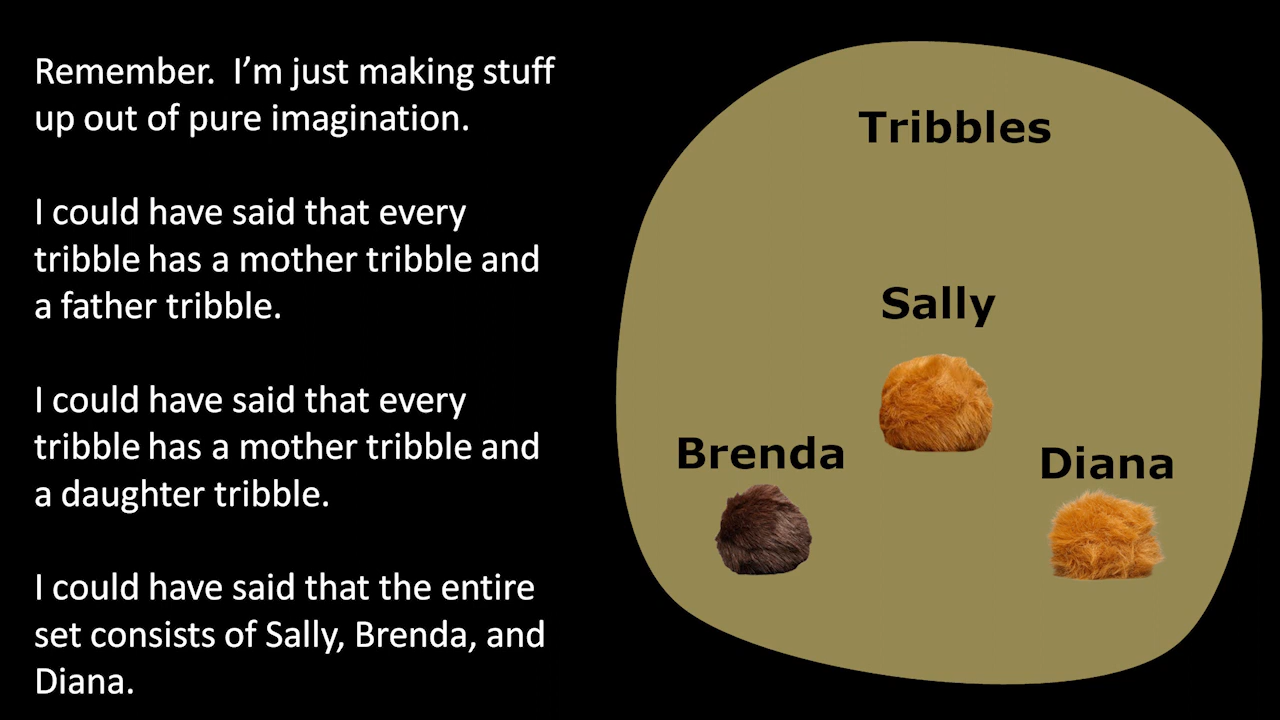 Remember.  I’m just making stuff
up out of pure imagination.
I could have said that every
tribble has a mother tribble and
a father tribble.
I could have said that every
tribble has a mother tribble and
a daughter tribble.
I could have said that the entire
set consists of Sally, Brenda, and
Diana.
Tribbles
Sally
Brenda
Diana